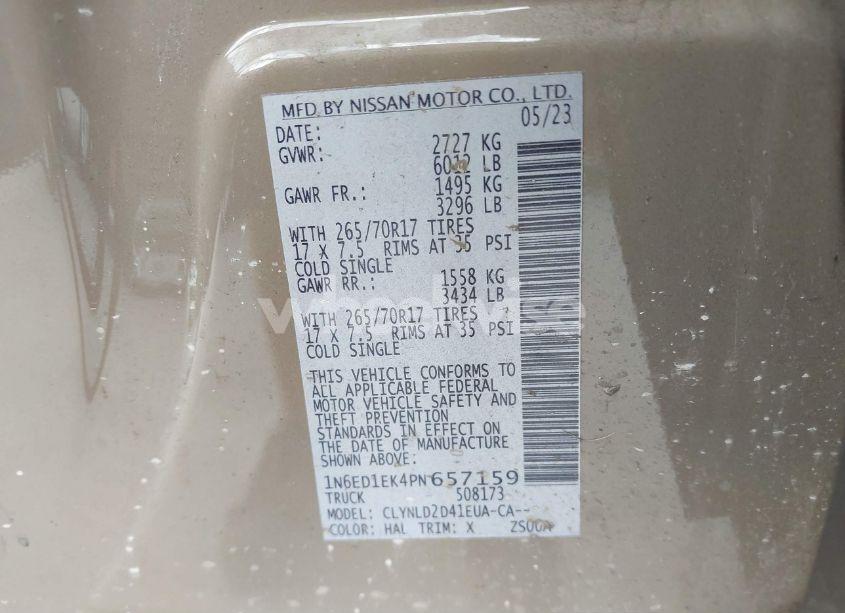 MFD. BY NISSAN MOTOR CO., LTD.
DATE: 05/23
GVWR: 2727 KG
6012 LB
GAWR FR.: 1495 KG
3296 LB
WITH 265/70R17 TIRES
17 X 7.5 RIMS AT 35 PSI
COLD SINGLE
GAWR RR.: 1558 KG
3434 LB
WITH 265/70R17 TIRES
17 X 7.5 RIMS AT 35 PSI
COLD SINGLE
THIS VEHICLE CONFORMS TO
ALL APPLICABLE FEDERAL
MOTOR VEHICLE SAFETY AND
THEFT PREVENTION
STANDARDS IN EFFECT ON
THE DATE OF MANUFACTURE
SHOWN ABOVE:
1N6ED1EK4PN657159
TRUCK 508173
MODEL: CLYNLD2D41EUA-CA--
COLOR: HAL TRIM: X